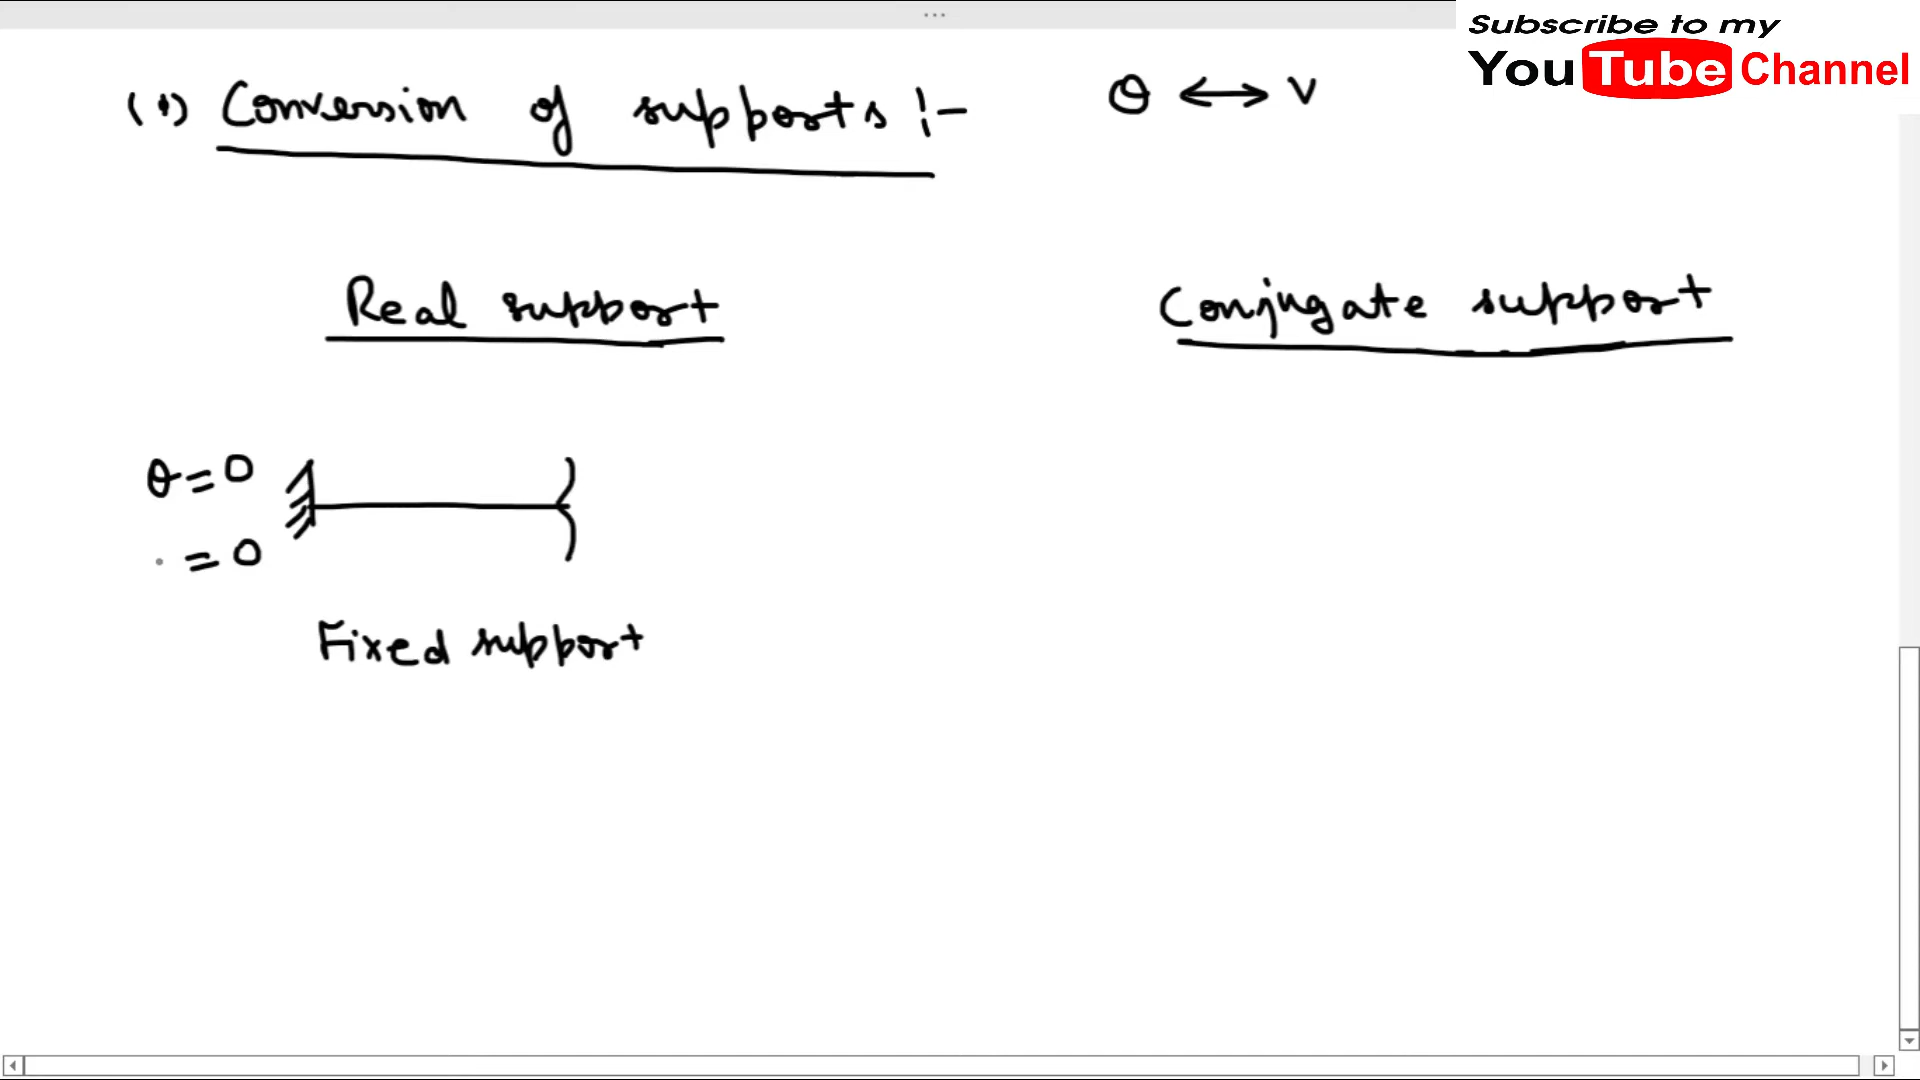 (1) Conversion of supports :-
θ ↔ v
Subscribe to my
YouTube Channel
Real support
Conjugate support
θ = 0
= 0
Fixed support